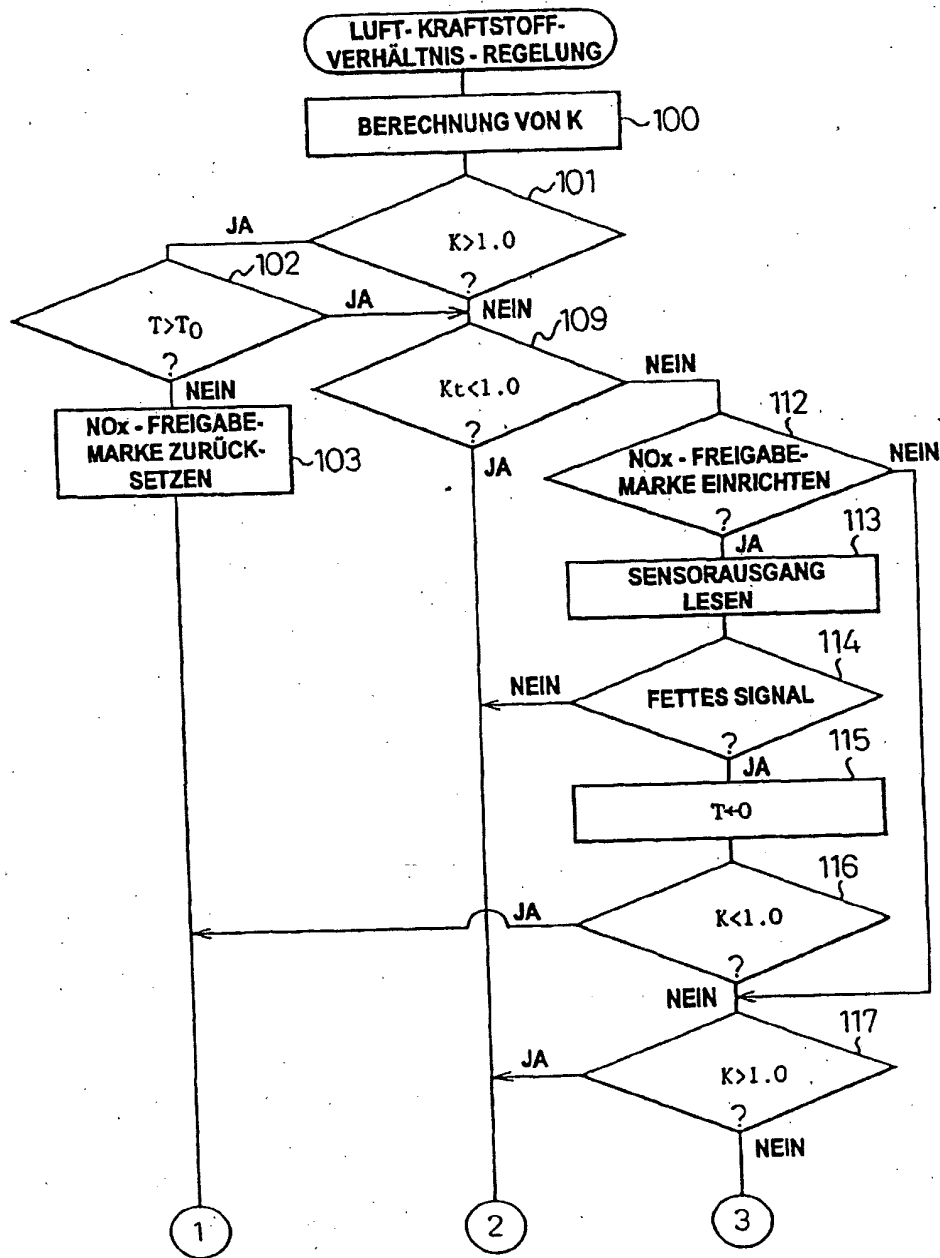 LUFT- KRAFTSTOFF-
VERHÄLTNIS - REGELUNG
BERECHNUNG VON K
100
101
JA
K>1.0
?
102
JA
NEIN
T>T0
?
109
NEIN
Kt<1.0
?
NEIN
112
NOx - FREIGABE-
MARKE ZURÜCK-
SETZEN
103
JA
NOx - FREIGABE-
MARKE EINRICHTEN
?
NEIN
JA
113
SENSORAUSGANG
LESEN
114
NEIN
FETTES SIGNAL
?
JA
115
T←0
116
JA
K<1.0
?
NEIN
117
JA
K>1.0
?
NEIN
1
2
3